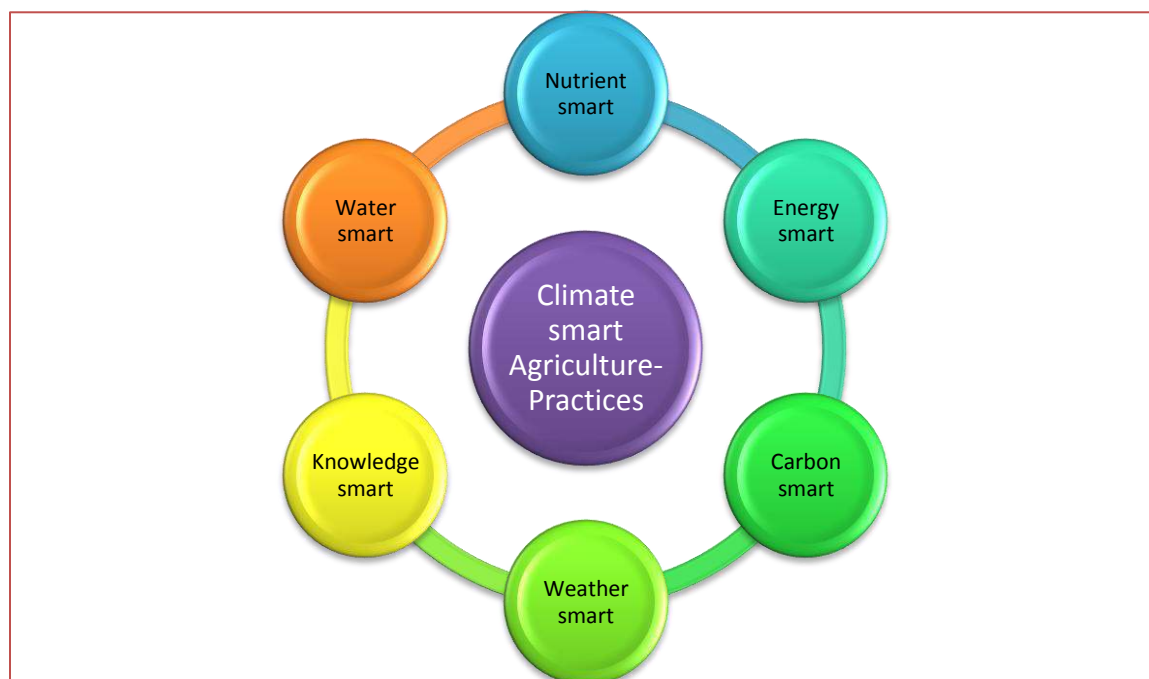 Nutrient
smart
Energy
smart
Carbon
smart
Weather
smart
Knowledge
smart
Water
smart
Climate
smart
Agriculture-
Practices